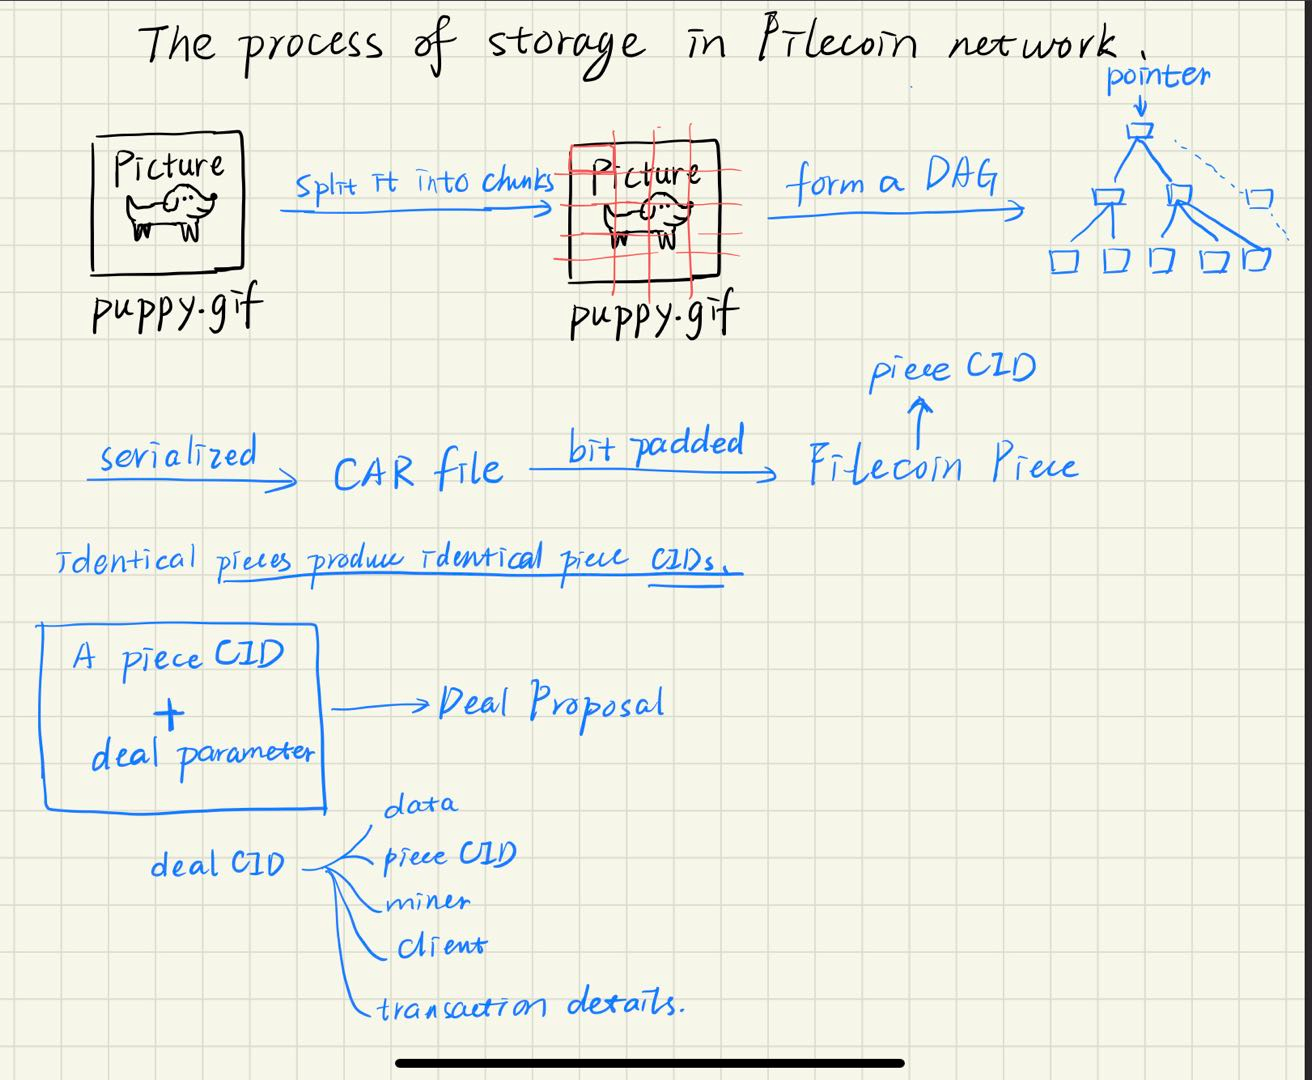 The process of storage in Filecoin network.
pointer
Picture
split it into chunks
Picture
form a DAG
puppy.gif
puppy.gif
piece CID
serialized
CAR file
bit padded
Filecoin Piece
Identical pieces produce identical piece CIDs.
A piece CID
+
deal parameter
Deal Proposal
data
deal CID
piece CID
miner
client
transaction details.